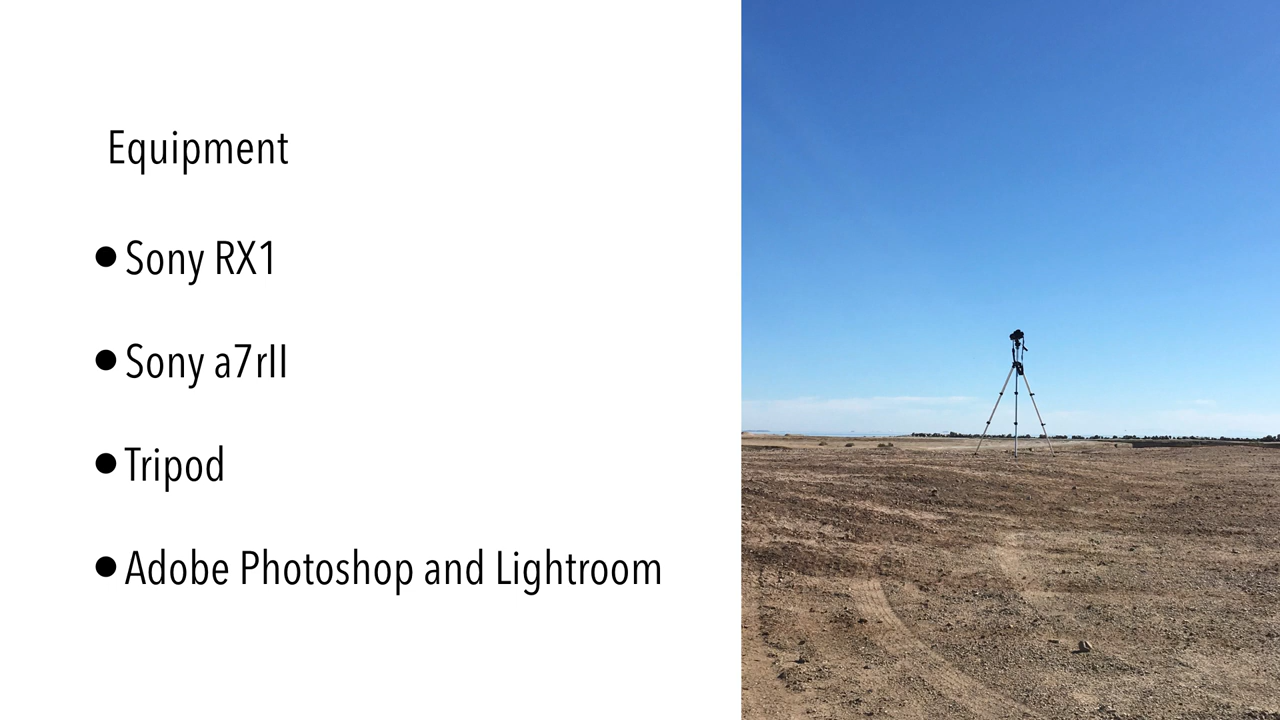 Equipment
• Sony RX1
• Sony a7rII
• Tripod
• Adobe Photoshop and Lightroom